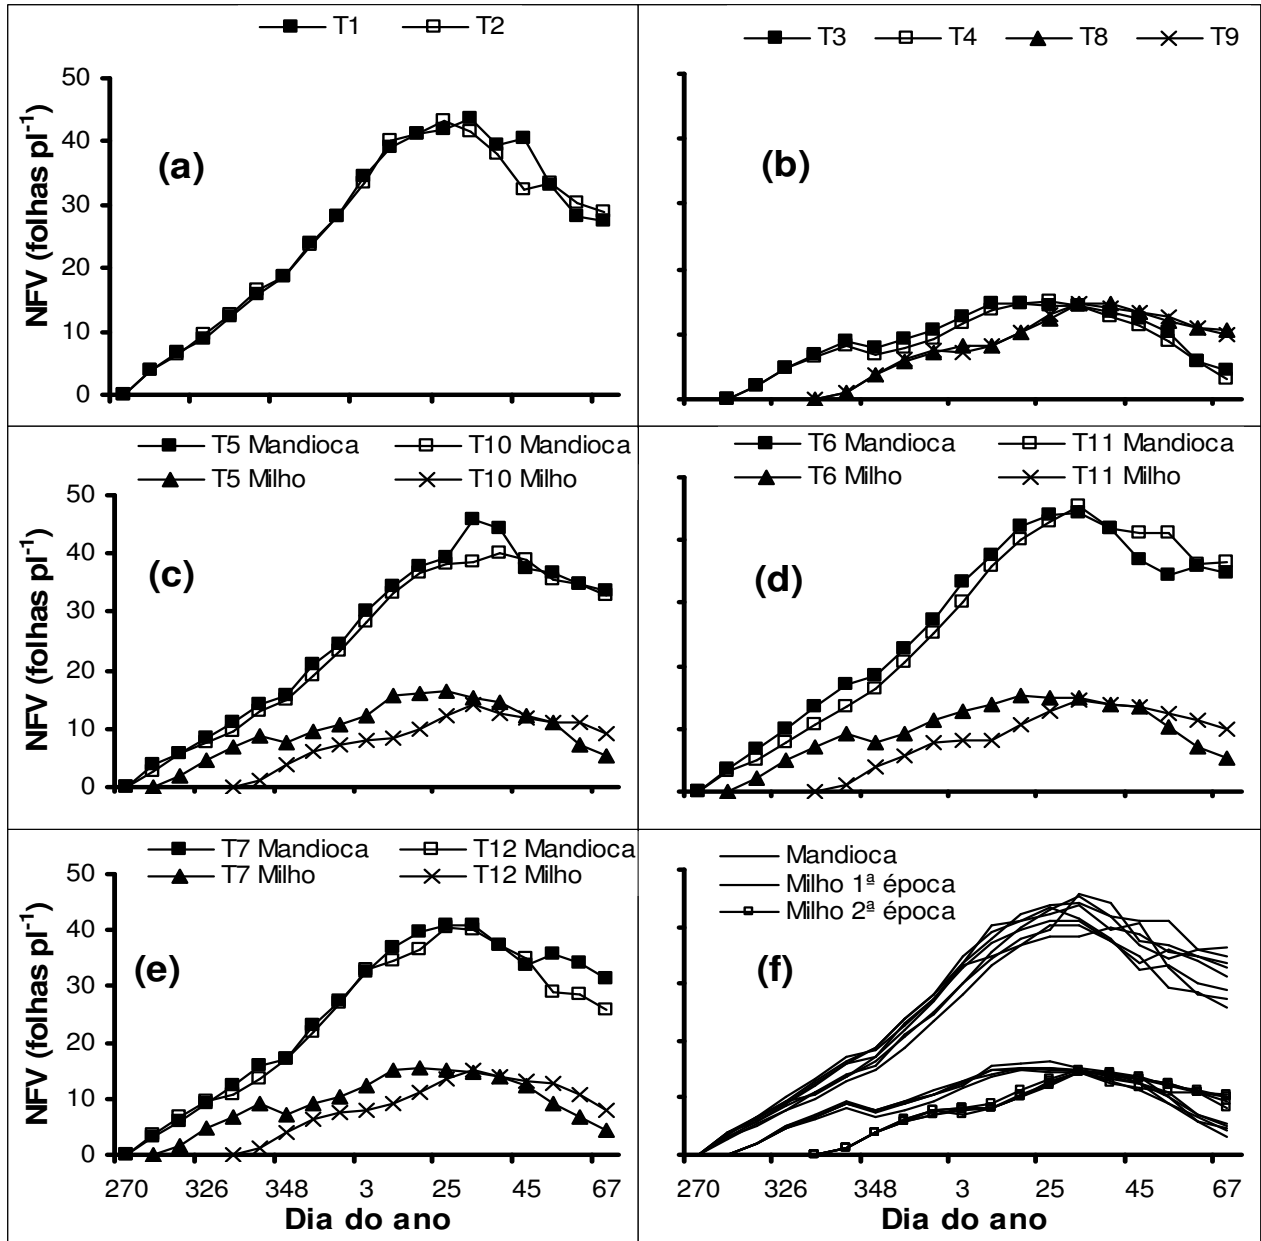 T1 T2
T3 T4 T8 T9
50
40
30
20
10
0
NFV (folhas pl⁻¹)
(a)
(b)
T5 Mandioca T10 Mandioca
T5 Milho T10 Milho
T6 Mandioca T11 Mandioca
T6 Milho T11 Milho
50
40
30
20
10
0
NFV (folhas pl⁻¹)
(c)
(d)
T7 Mandioca T12 Mandioca
T7 Milho T12 Milho
Mandioca
Milho 1ª época
Milho 2ª época
50
40
30
20
10
0
NFV (folhas pl⁻¹)
(e)
(f)
270 326 348 3 25 45 67
Dia do ano
270 326 348 3 25 45 67
Dia do ano